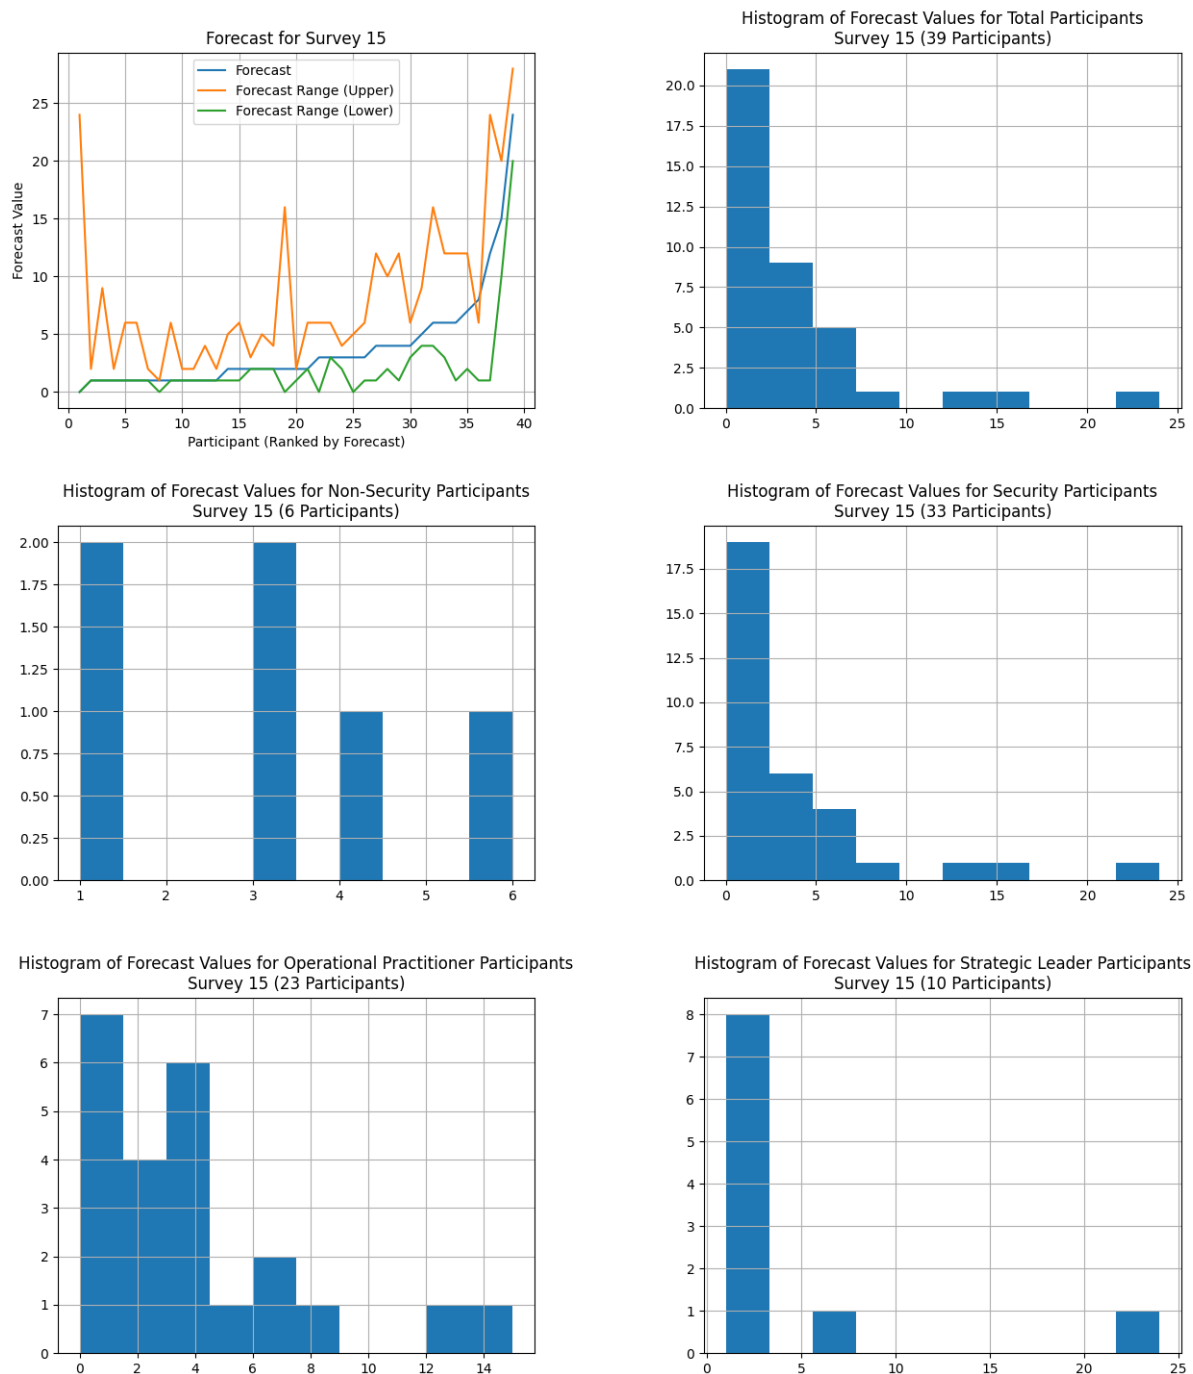 Forecast for Survey 15
Forecast
Forecast Range (Upper)
Forecast Range (Lower)
Forecast Value
25
20
15
10
5
0
0 5 10 15 20 25 30 35 40
Participant (Ranked by Forecast)
Histogram of Forecast Values for Total Participants
Survey 15 (39 Participants)
20.0
17.5
15.0
12.5
10.0
7.5
5.0
2.5
0.0
0 5 10 15 20 25
Histogram of Forecast Values for Non-Security Participants
Survey 15 (6 Participants)
2.00
1.75
1.50
1.25
1.00
0.75
0.50
0.25
0.00
1 2 3 4 5 6
Histogram of Forecast Values for Security Participants
Survey 15 (33 Participants)
17.5
15.0
12.5
10.0
7.5
5.0
2.5
0.0
0 5 10 15 20 25
Histogram of Forecast Values for Operational Practitioner Participants
Survey 15 (23 Participants)
7
6
5
4
3
2
1
0
0 2 4 6 8 10 12 14
Histogram of Forecast Values for Strategic Leader Participants
Survey 15 (10 Participants)
8
7
6
5
4
3
2
1
0
0 5 10 15 20 25